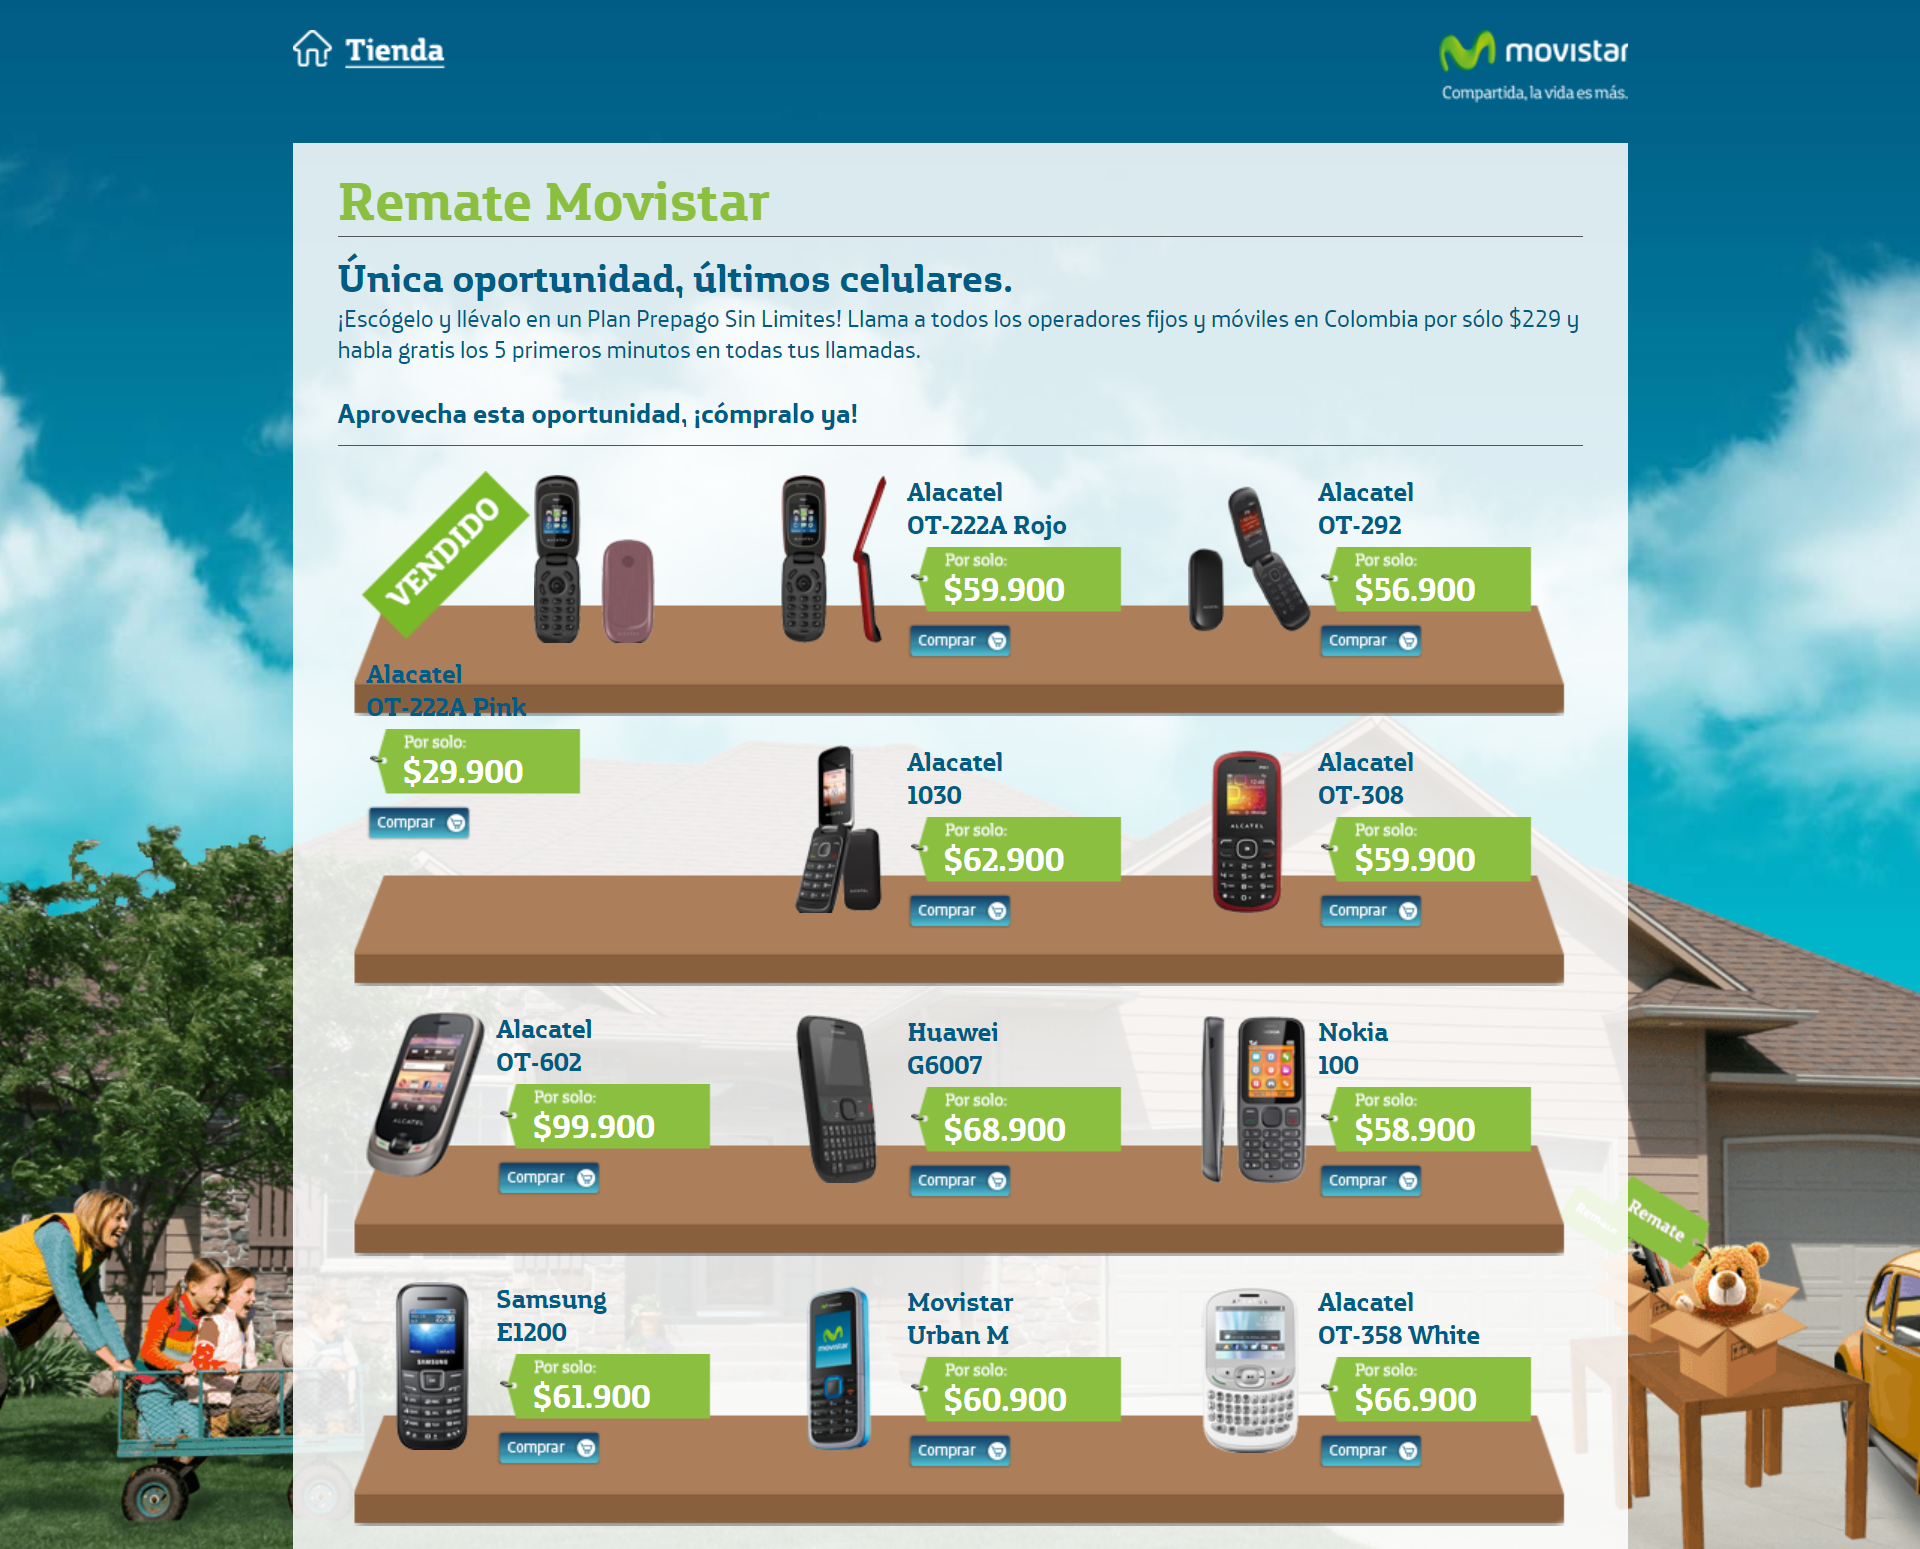 Tienda
movistar
Compartida, la vida es más.
Remate Movistar
Única oportunidad, últimos celulares.
¡Escógelo y llévalo en un Plan Prepago Sin Limites! Llama a todos los operadores fijos y móviles en Colombia por sólo $229 y
habla gratis los 5 primeros minutos en todas tus llamadas.
Aprovecha esta oportunidad, ¡cómpralo ya!
VENDIDO
Alacatel
OT-222A Pink
Por solo:
$29.900
Comprar
Alacatel
OT-222A Rojo
Por solo:
$59.900
Comprar
Alacatel
OT-292
Por solo:
$56.900
Comprar
Alacatel
1030
Por solo:
$62.900
Comprar
ALCATEL
Alacatel
OT-308
Por solo:
$59.900
Comprar
ALCATEL
Alacatel
OT-602
Por solo:
$99.900
Comprar
Huawei
G6007
Por solo:
$68.900
Comprar
Nokia
100
Por solo:
$58.900
Comprar
Remate
Remate
SAMSUNG
Samsung
E1200
Por solo:
$61.900
Comprar
movistar
Movistar
Urban M
Por solo:
$60.900
Comprar
Alacatel
OT-358 White
Por solo:
$66.900
Comprar